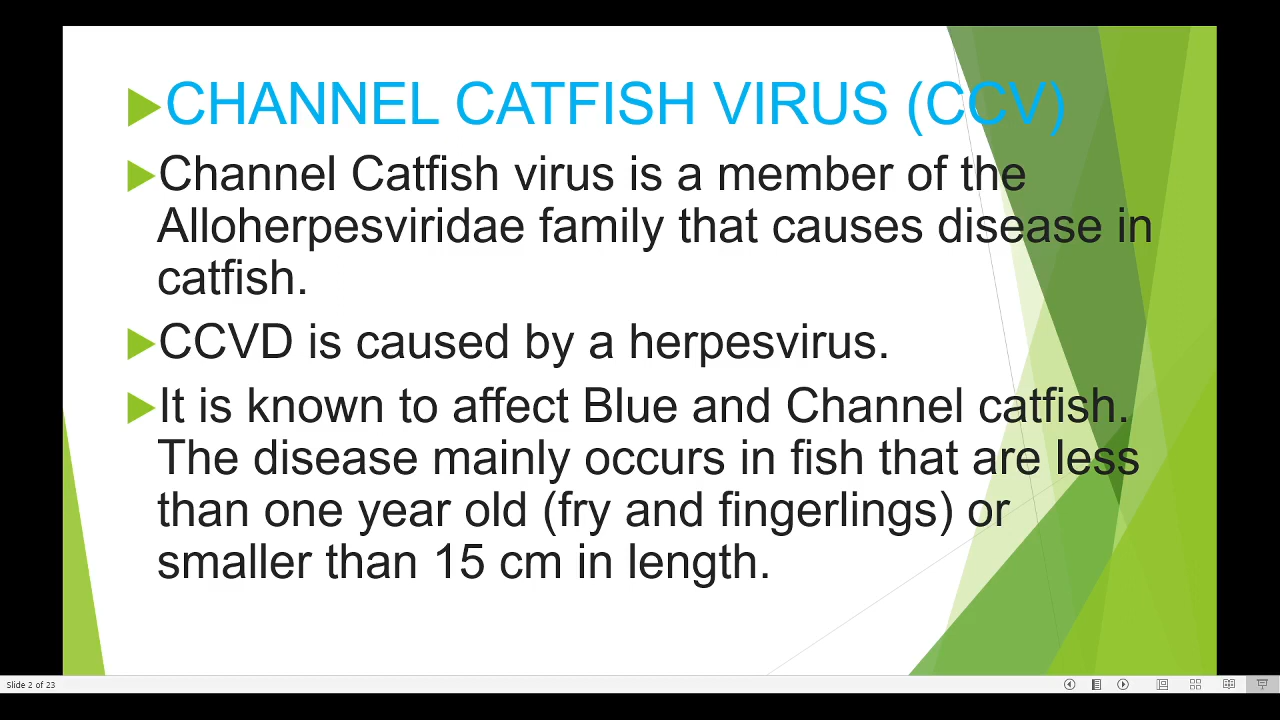 CHANNEL CATFISH VIRUS (CCV)
Channel Catfish virus is a member of the
Alloherpesviridae family that causes disease in
catfish.
CCVD is caused by a herpesvirus.
It is known to affect Blue and Channel catfish.
The disease mainly occurs in fish that are less
than one year old (fry and fingerlings) or
smaller than 15 cm in length.
Slide 2 of 23